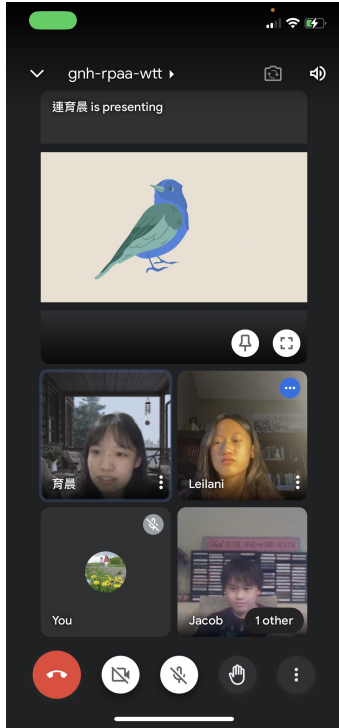 gnh-rpaa-wtt
連育晨 is presenting
育晨
Leilani
You
Jacob
1 other